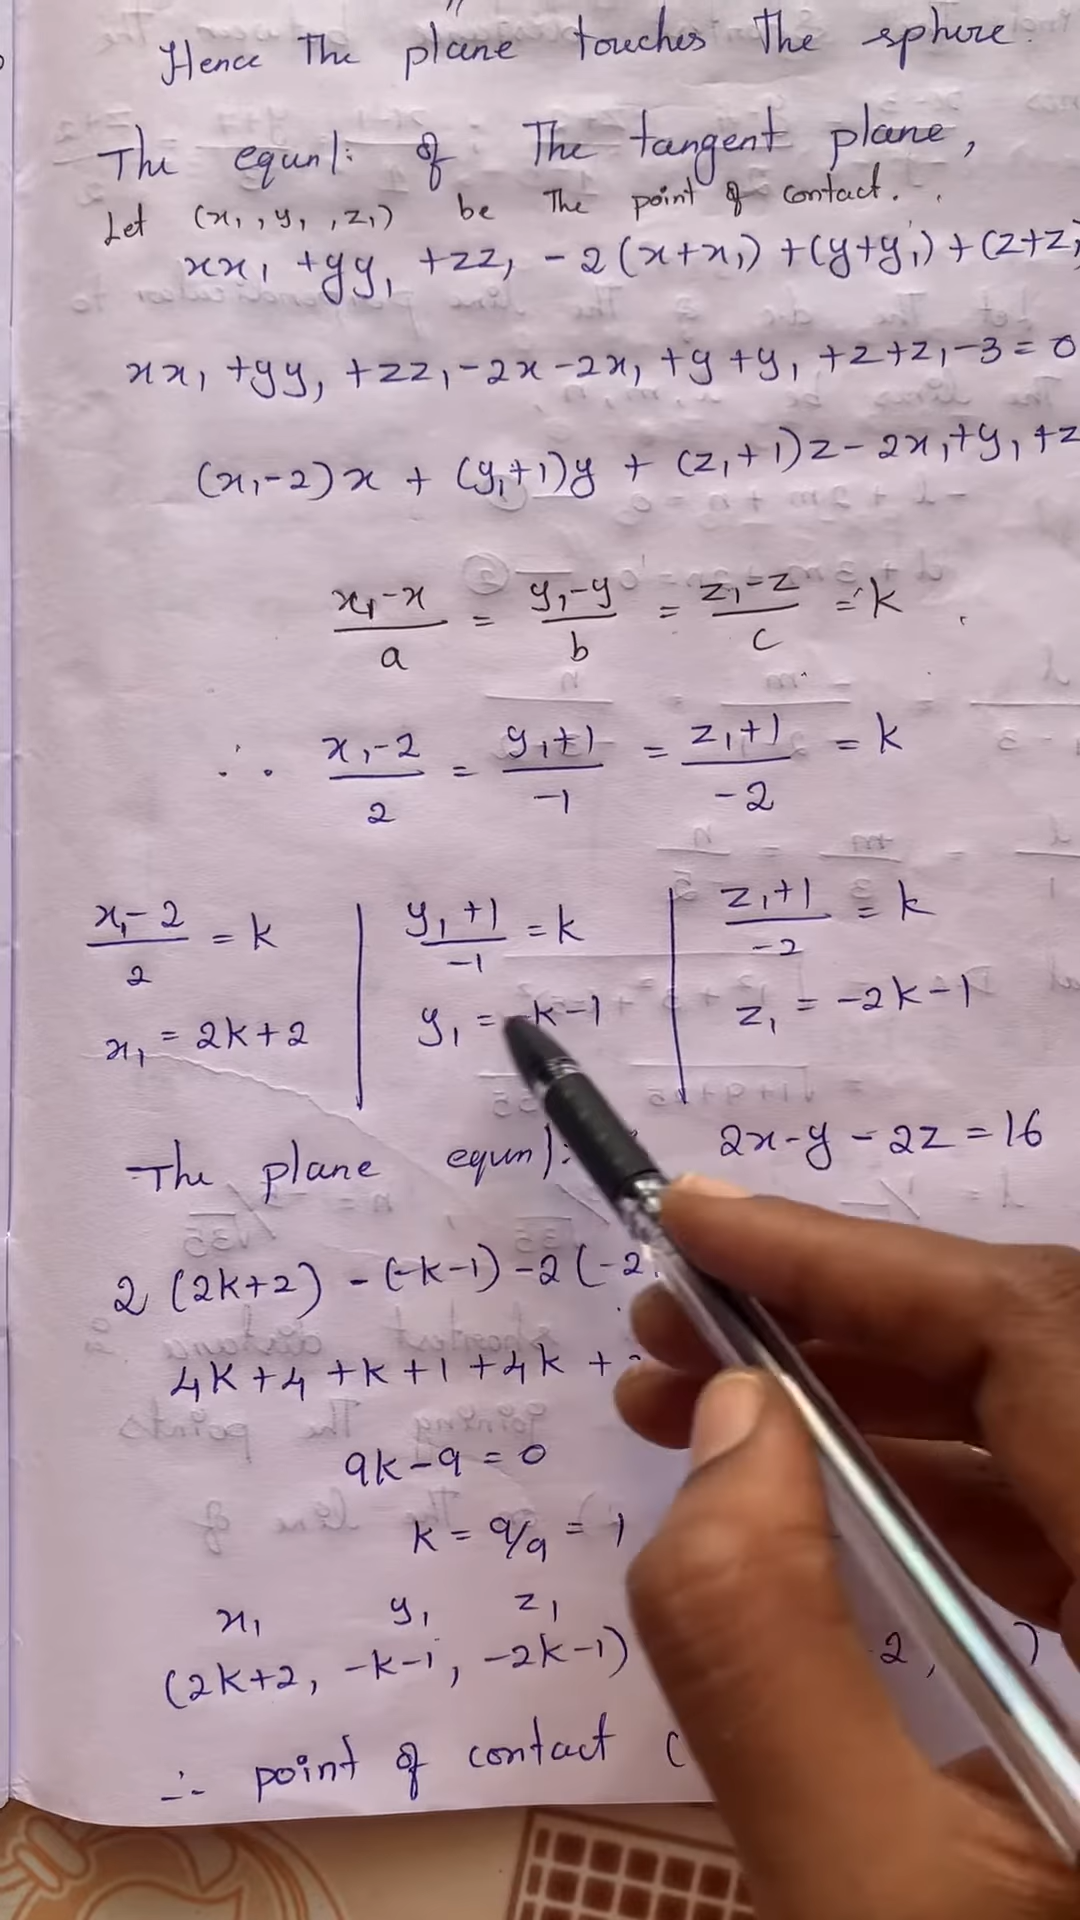 Hence The plane touches The sphere.
The equnl: of The tangent plane,
Let (x₁, y₁, z₁) be The point of contact.
xx₁ + yy₁ + zz₁ - 2(x+x₁) + (y+y₁) + (z+z₁
xx₁ + yy₁ + zz₁ - 2x - 2x₁ + y + y₁ + z + z₁ - 3 = 0
(x₁-2)x + (y₁+1)y + (z₁+1)z - 2x₁ + y₁ + z
(x₁-x)/a = (y₁-y)/b = (z₁-z)/c = k
∴ (x₁-2)/2 = (y₁+1)/-1 = (z₁+1)/-2 = k
(x₁-2)/2 = k | (y₁+1)/-1 = k | (z₁+1)/-2 = k
x₁ = 2k+2 | y₁ = -k-1 | z₁ = -2k-1
The plane equn): 2x-y-2z=16
2(2k+2) - (-k-1) - 2(-2
4k+4+k+1+4k+
9k-9=0
k = 9/9 = 1
x₁ y₁ z₁
(2k+2, -k-1, -2k-1) 2, )
∴ point of contact (